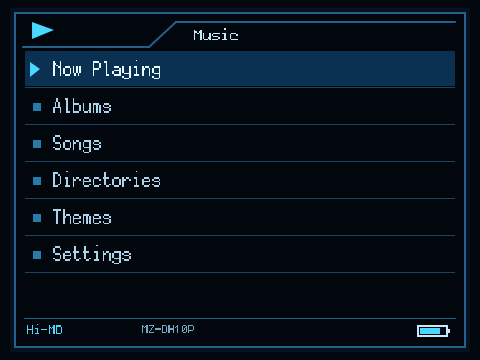 Music
Now Playing
Albums
Songs
Directories
Themes
Settings
Hi-MD MZ-DH10P